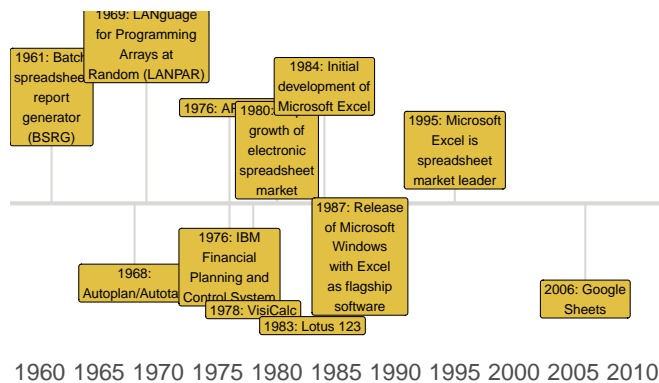 1969: LANguage
for Programming
Arrays at
Random (LANPAR)
1961: Batch
spreadsheet
report
generator
(BSRG)
1984: Initial
development of
Microsoft Excel
1976:
1980:
growth of
electronic
spreadsheet
market
1995: Microsoft
Excel is
spreadsheet
market leader
1968:
1976: IBM
Financial
Planning and
Control System
1978: VisiCalc
1983: Lotus 123
1987: Release
of Microsoft
Windows
with Excel
as flagship
software
2006: Google
Sheets
1960 1965 1970 1975 1980 1985 1990 1995 2000 2005 2010